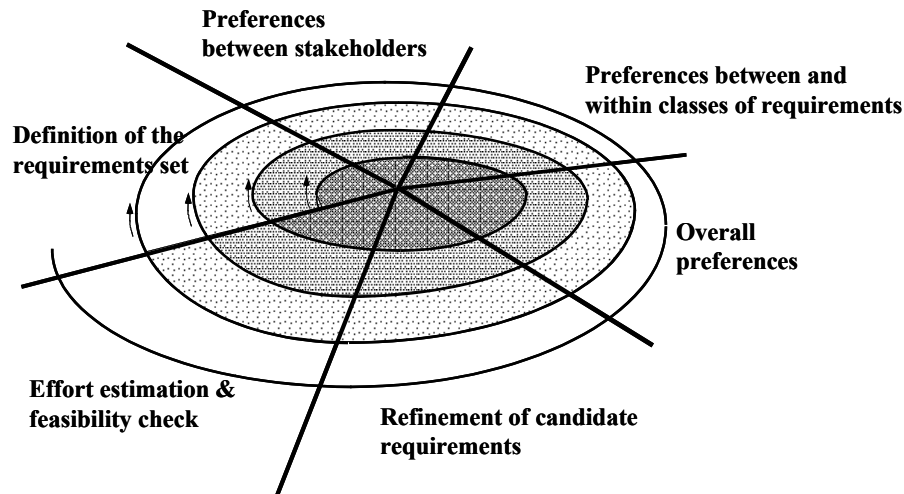 Preferences
between stakeholders
Preferences between and
within classes of requirements
Definition of the
requirements set
Overall
preferences
Effort estimation &
feasibility check
Refinement of candidate
requirements